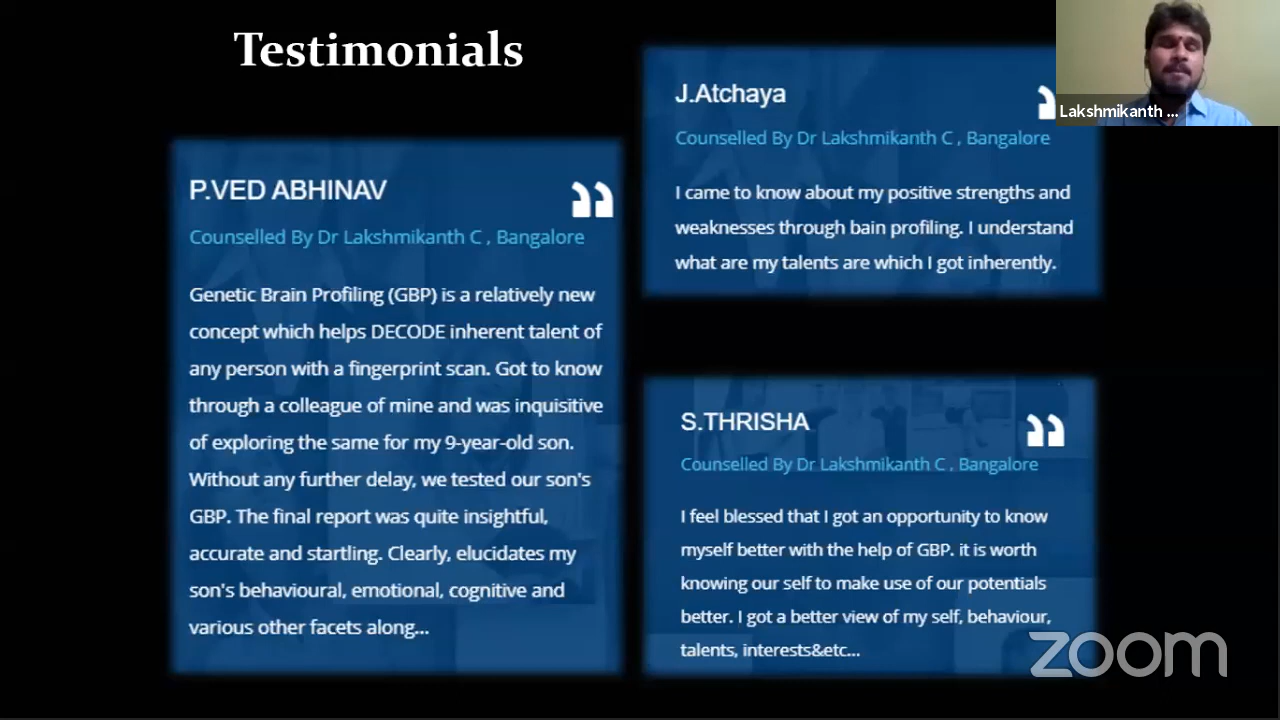 Testimonials
P.VED ABHINAV
Counselled By Dr Lakshmikanth C , Bangalore
Genetic Brain Profiling (GBP) is a relatively new
concept which helps DECODE inherent talent of
any person with a fingerprint scan. Got to know
through a colleague of mine and was inquisitive
of exploring the same for my 9-year-old son.
Without any further delay, we tested our son's
GBP. The final report was quite insightful,
accurate and startling. Clearly, elucidates my
son's behavioural, emotional, cognitive and
various other facets along...
J.Atchaya
Counselled By Dr Lakshmikanth C , Bangalore
I came to know about my positive strengths and
weaknesses through bain profiling. I understand
what are my talents are which I got inherently.
S.THRISHA
Counselled By Dr Lakshmikanth C , Bangalore
I feel blessed that I got an opportunity to know
myself better with the help of GBP. it is worth
knowing our self to make use of our potentials
better. I got a better view of my self, behaviour,
talents, interests&etc...
Lakshmikanth ...
zoom